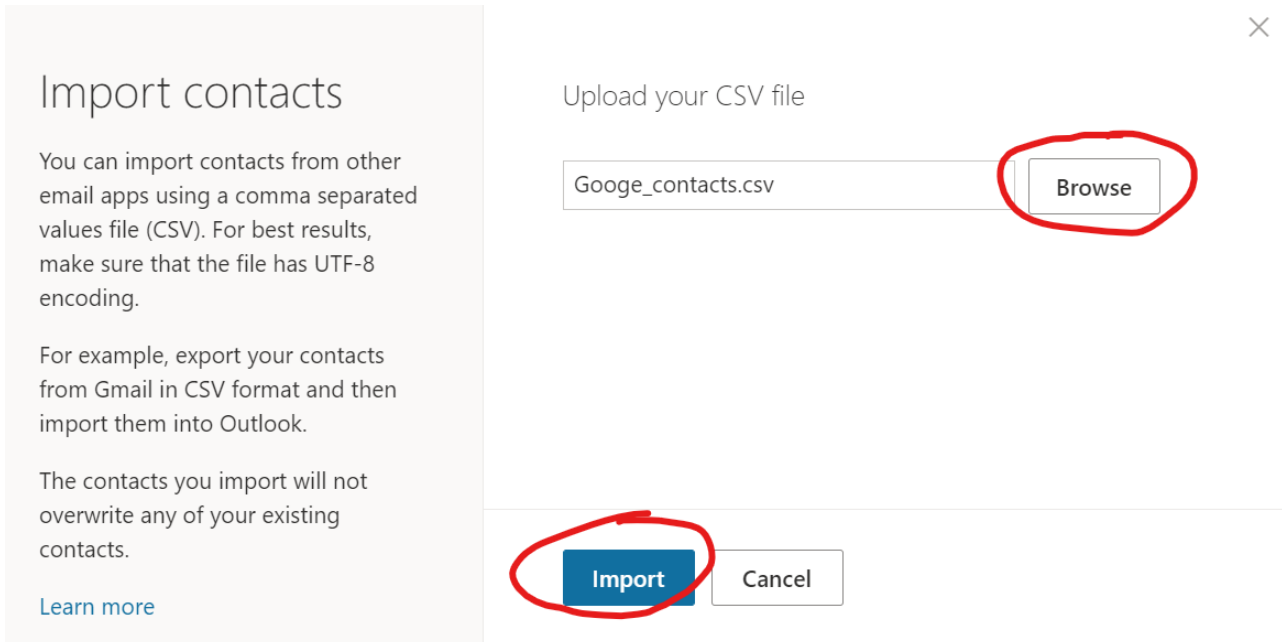 Import contacts
You can import contacts from other
email apps using a comma separated
values file (CSV). For best results,
make sure that the file has UTF-8
encoding.
For example, export your contacts
from Gmail in CSV format and then
import them into Outlook.
The contacts you import will not
overwrite any of your existing
contacts.
Learn more
Upload your CSV file
Googe_contacts.csv
Browse
Import
Cancel